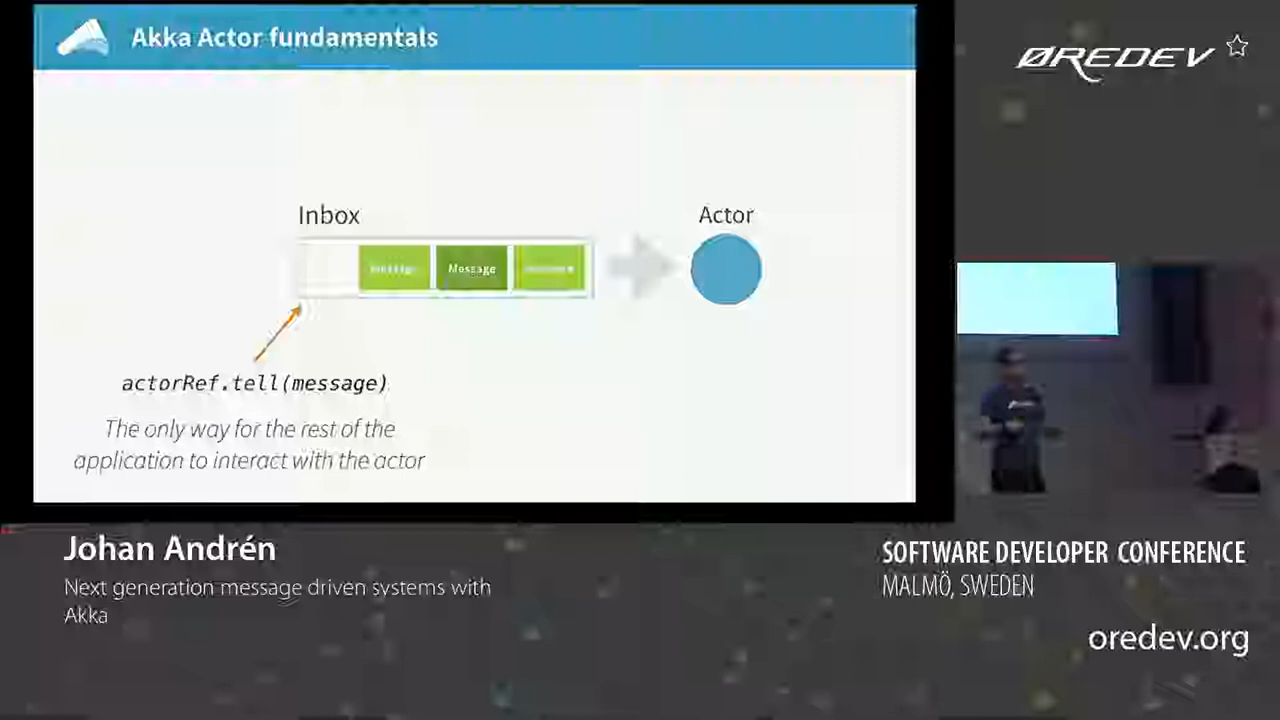 Akka Actor fundamentals
ØREDEV
Inbox
Actor
Message
actorRef.tell(message)
The only way for the rest of the
application to interact with the actor
Johan Andrén
Next generation message driven systems with
Akka
SOFTWARE DEVELOPER CONFERENCE
MALMÖ, SWEDEN
oredev.org